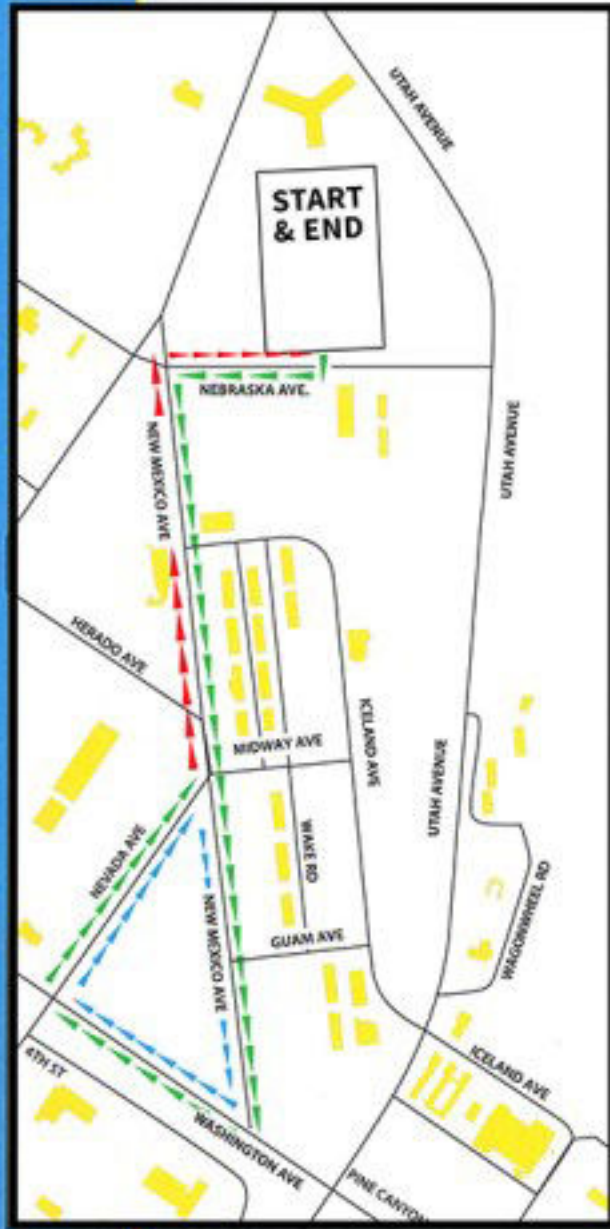 UTAH AVENUE
START
& END
NEBRASKA AVE.
UTAH AVENUE
NEW MEXICO AVE
HERADO AVE
MIDWAY AVE
ICELAND AVE
UTAH AVENUE
NEVADA AVE
WAKE RD
WAGONWHEEL RD
NEW MEXICO AVE
GUAM AVE
4TH ST
ICELAND AVE
WASHINGTON AVE
PINE CANYON